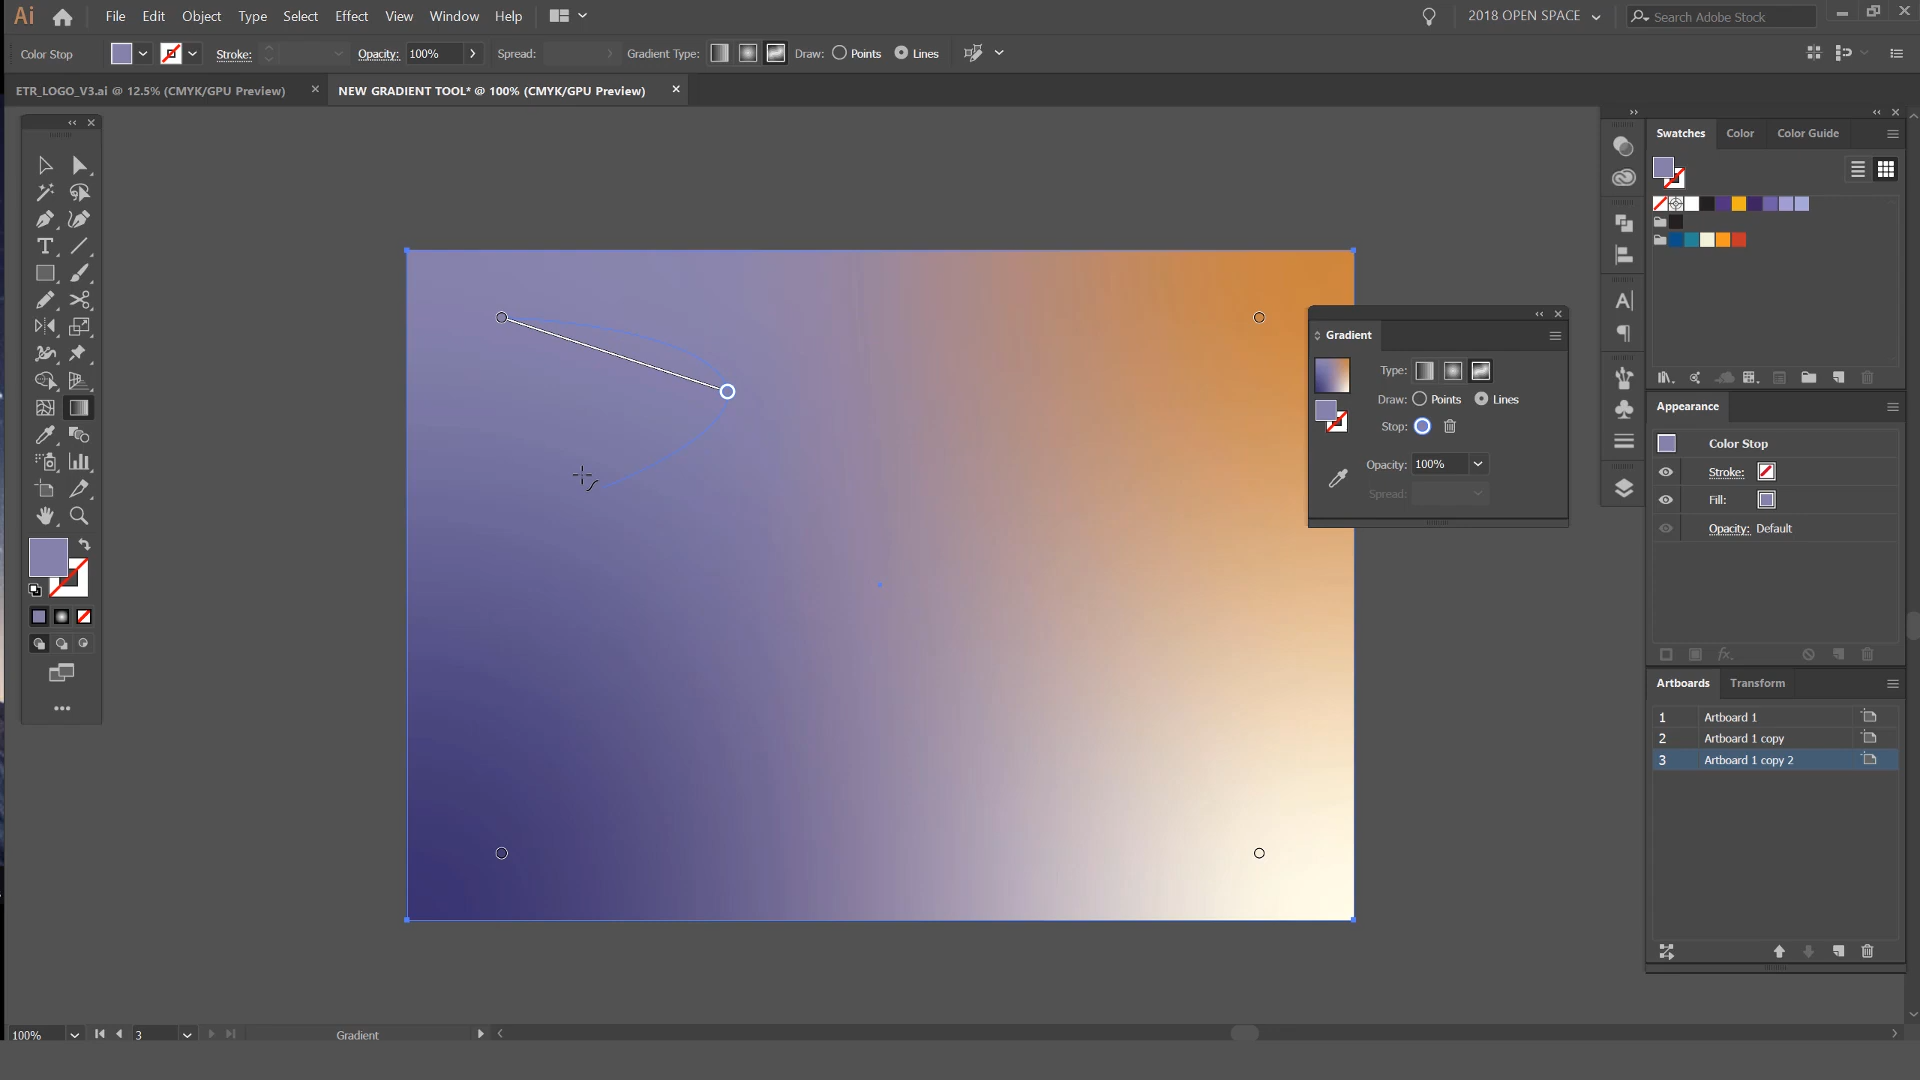 Ai File Edit Object Type Select Effect View Window Help 2018 OPEN SPACE Search Adobe Stock
Color Stop Stroke: Opacity: 100% Spread: Gradient Type: Draw: Points Lines
ETR_LOGO_V3.ai @ 12.5% (CMYK/GPU Preview) NEW GRADIENT TOOL* @ 100% (CMYK/GPU Preview)
Swatches Color Color Guide
Gradient
Type:
Draw: Points Lines
Stop:
Opacity: 100%
Spread:
Appearance
Color Stop
Stroke:
Fill:
Opacity: Default
fx.
Artboards Transform
1 Artboard 1
2 Artboard 1 copy
3 Artboard 1 copy 2
100% 3 Gradient